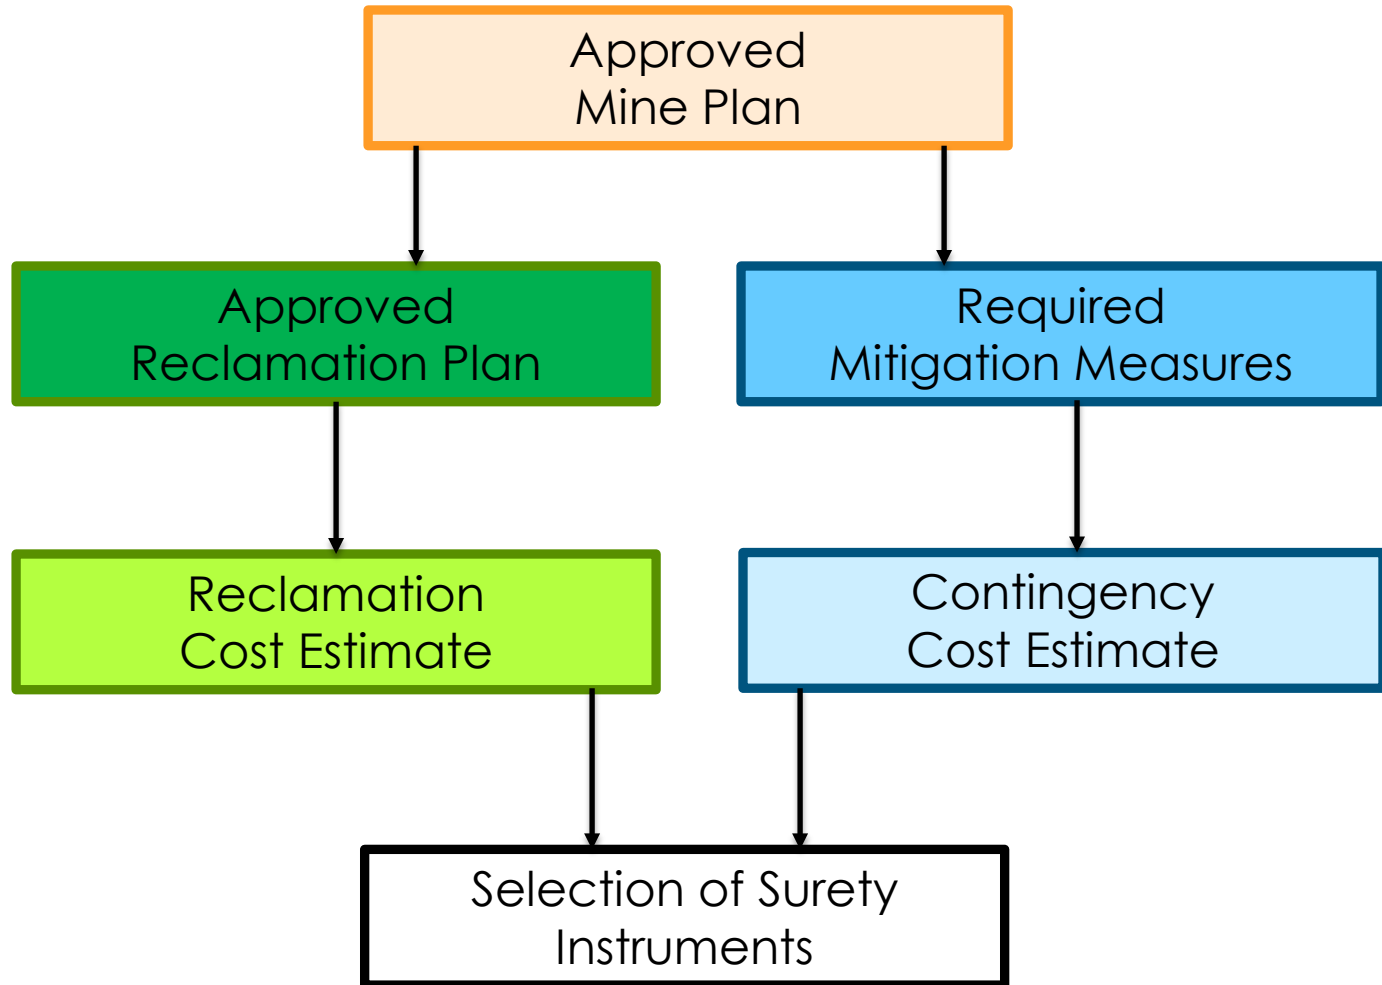 Approved
Mine Plan
Approved
Reclamation Plan
Required
Mitigation Measures
Reclamation
Cost Estimate
Contingency
Cost Estimate
Selection of Surety
Instruments